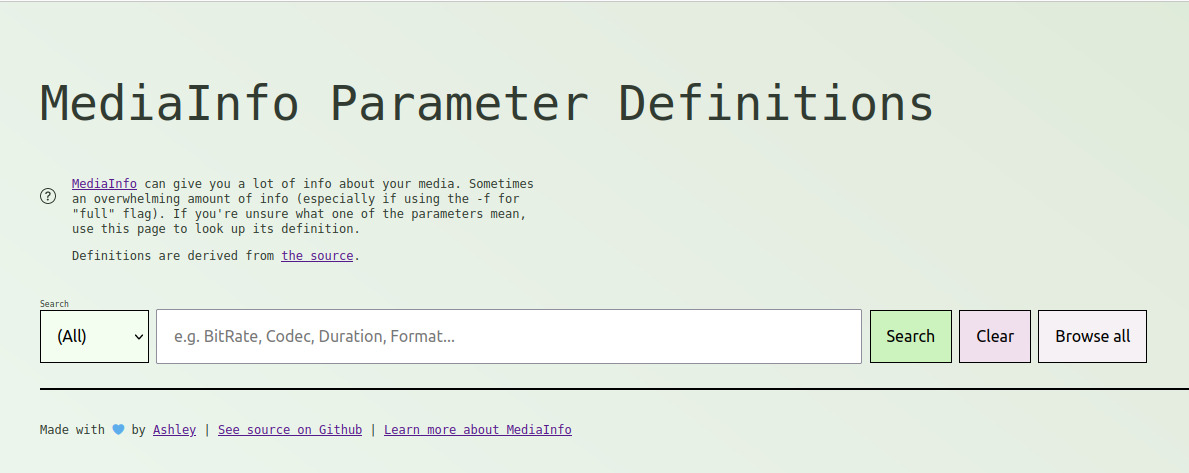 MediaInfo Parameter Definitions
MediaInfo can give you a lot of info about your media. Sometimes
an overwhelming amount of info (especially if using the -f for
"full" flag). If you're unsure what one of the parameters mean,
use this page to look up its definition.
Definitions are derived from the source.
Search
(All) e.g. BitRate, Codec, Duration, Format... Search Clear Browse all
Made with 💙 by Ashley | See source on Github | Learn more about MediaInfo